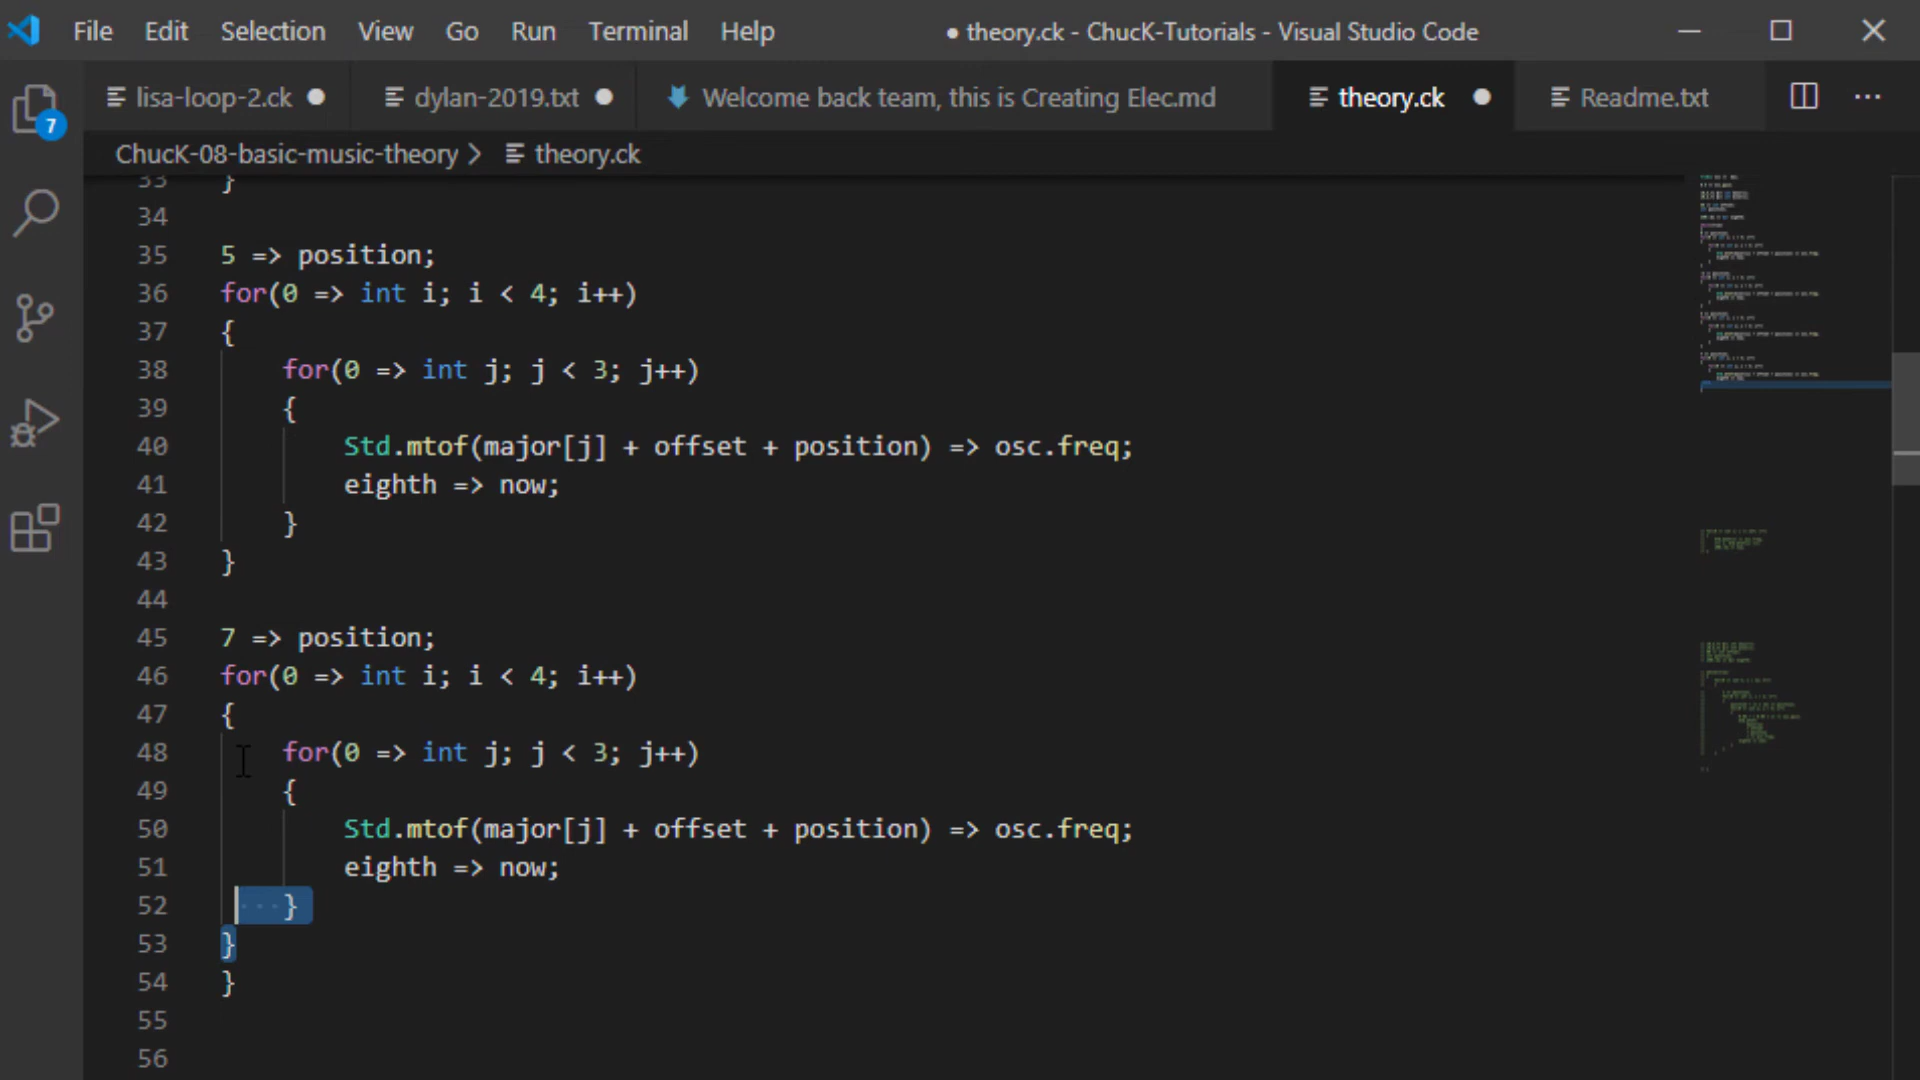 File Edit Selection View Go Run Terminal Help ● theory.ck - ChucK-Tutorials - Visual Studio Code
lisa-loop-2.ck dylan-2019.txt Welcome back team, this is Creating Elec.md theory.ck Readme.txt
7
ChucK-08-basic-music-theory > theory.ck
33 }
34
35 5 => position;
36 for(0 => int i; i < 4; i++)
37 {
38 for(0 => int j; j < 3; j++)
39 {
40 Std.mtof(major[j] + offset + position) => osc.freq;
41 eighth => now;
42 }
43 }
44
45 7 => position;
46 for(0 => int i; i < 4; i++)
47 {
48 for(0 => int j; j < 3; j++)
49 {
50 Std.mtof(major[j] + offset + position) => osc.freq;
51 eighth => now;
52 }
53 }
54 }
55
56